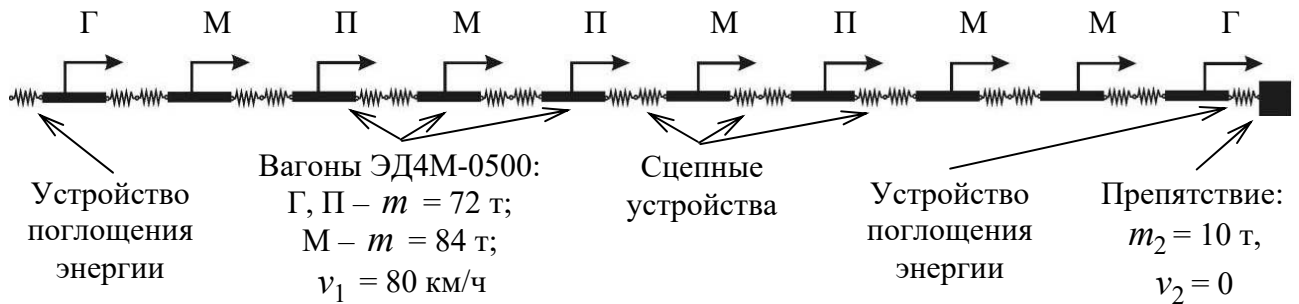 Г М П М П М П М М Г
Вагоны ЭД4М-0500:
Г, П – m = 72 т;
М – m = 84 т;
v₁ = 80 км/ч
Устройство
поглощения
энергии
Сцепные
устройства
Устройство
поглощения
энергии
Препятствие:
m₂ = 10 т,
v₂ = 0